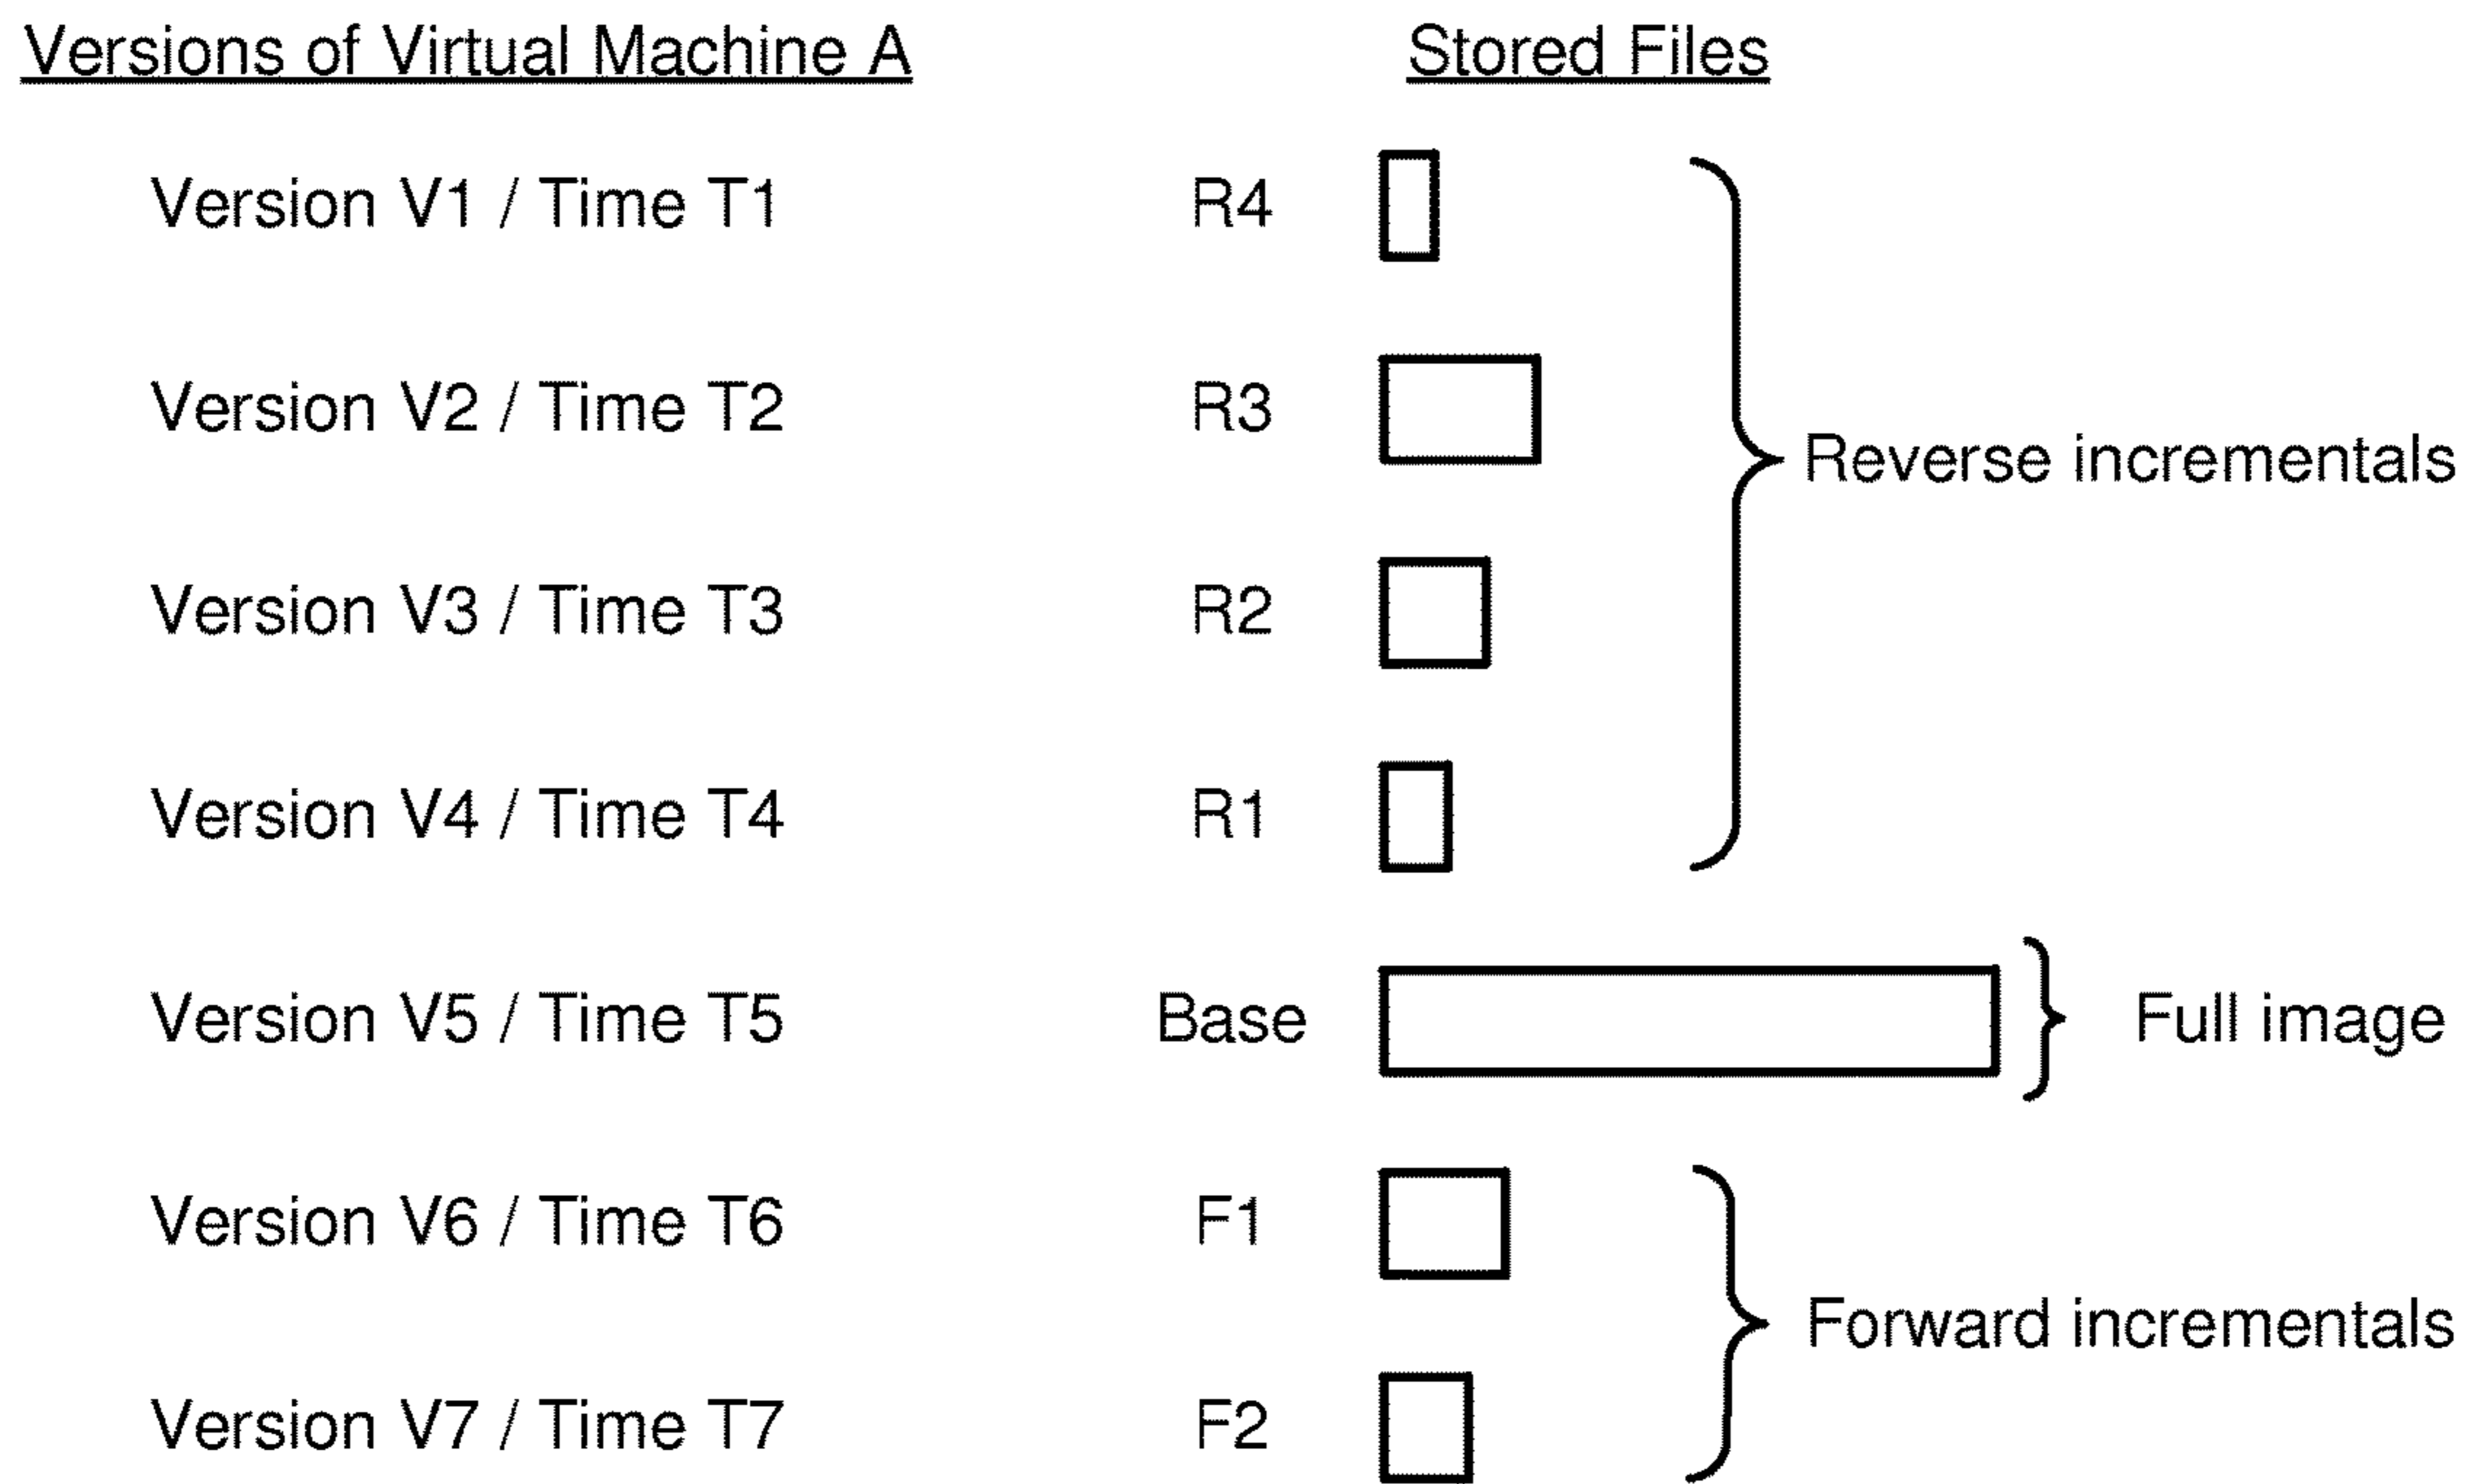 Versions of Virtual Machine A Stored Files
Version V1 / Time T1 R4
Version V2 / Time T2 R3
Reverse incrementals
Version V3 / Time T3 R2
Version V4 / Time T4 R1
Version V5 / Time T5 Base Full image
Version V6 / Time T6 F1
Forward incrementals
Version V7 / Time T7 F2